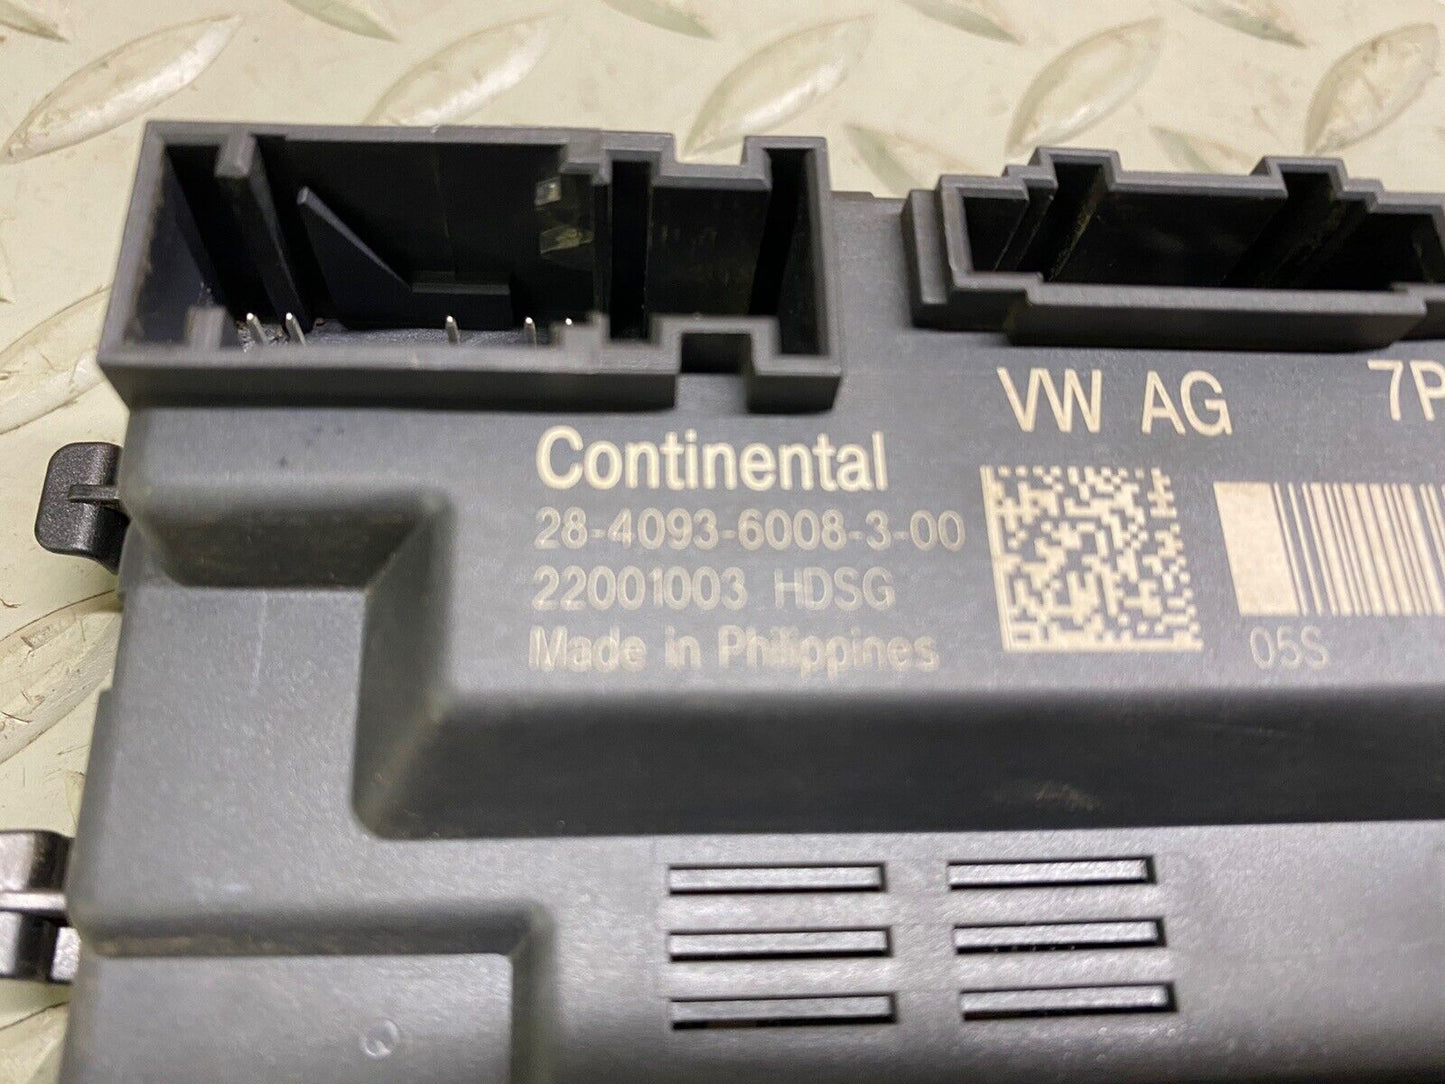 VW AG 7P
Continental
28-4093-6008-3-00
22001003 HDSG
Made in Philippines
05S